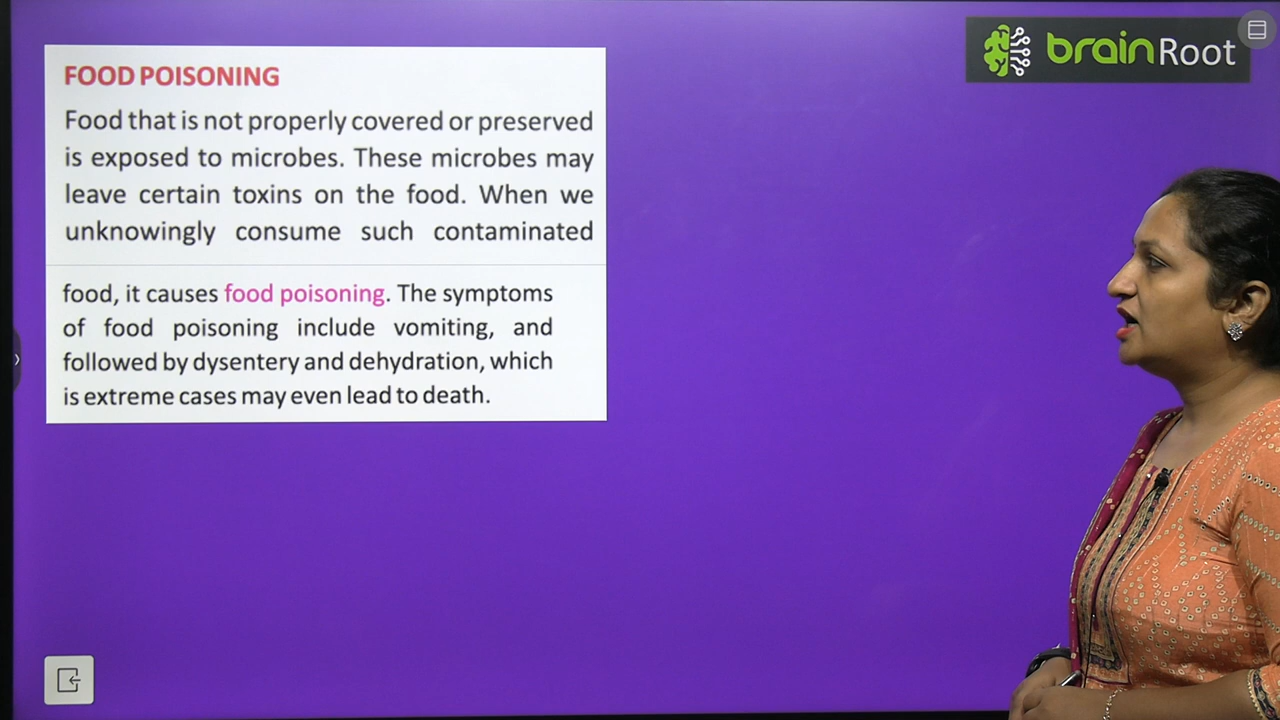 brainRoot
FOOD POISONING
Food that is not properly covered or preserved
is exposed to microbes. These microbes may
leave certain toxins on the food. When we
unknowingly consume such contaminated
food, it causes food poisoning. The symptoms
of food poisoning include vomiting, and
followed by dysentery and dehydration, which
is extreme cases may even lead to death.